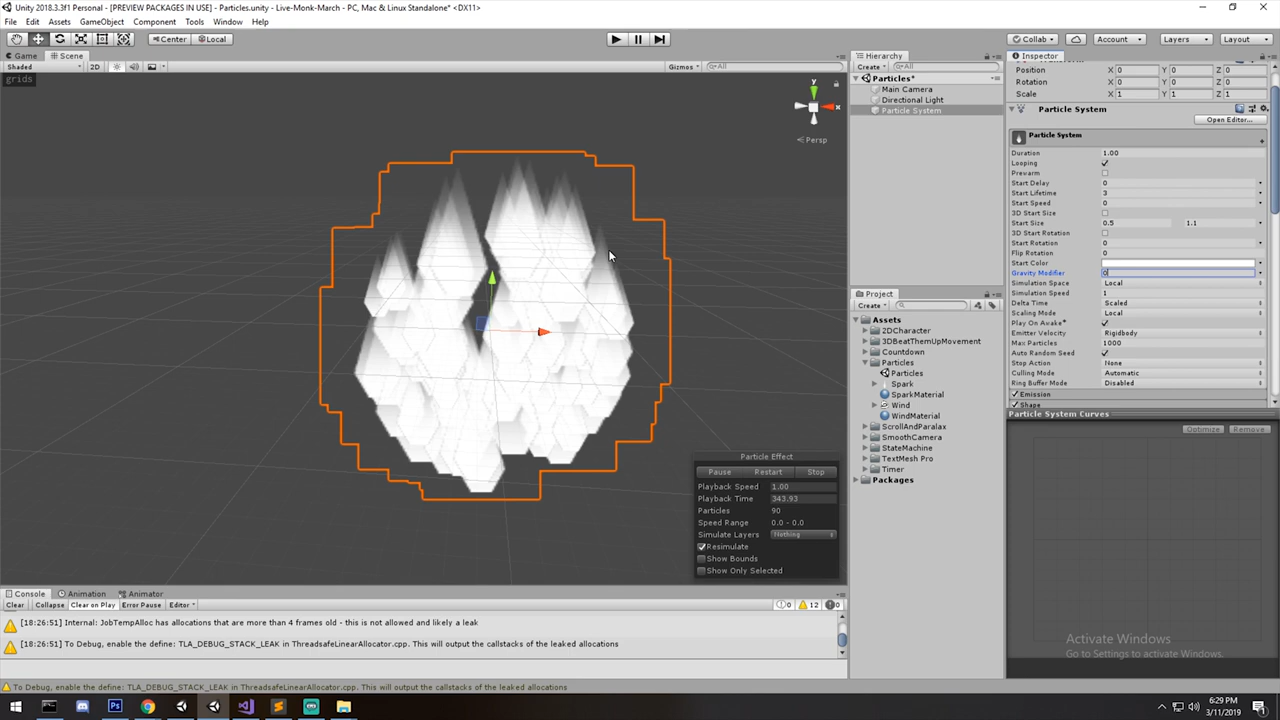 Unity 2018.3.3f1 Personal - [PREVIEW PACKAGES IN USE] - Particles.unity - Live-Monk-March - PC, Mac & Linux Standalone* <DX11>
File Edit Assets GameObject Component Tools Window Help
Center Local Collab Account Layers Layout
Game Scene
Shaded 2D Gizmos All
grids
y
x
Persp
Particle Effect
Pause Restart Stop
Playback Speed 1.00
Playback Time 343.93
Particles 90
Speed Range 0.0 - 0.0
Simulate Layers Nothing
Resimulate
Show Bounds
Show Only Selected
Hierarchy
Create All
Particles*
Main Camera
Directional Light
Particle System
Project
Create
Assets
2DCharacter
3DBeatThemUpMovement
Countdown
Particles
Particles
Spark
SparkMaterial
Wind
WindMaterial
ScrollAndParalax
SmoothCamera
StateMachine
TextMesh Pro
Timer
Packages
Inspector
Position X 0 Y 0 Z 0
Rotation X 0 Y 0 Z 0
Scale X 1 Y 1 Z 1
Particle System
Open Editor...
Particle System
Duration 1.00
Looping
Prewarm
Start Delay 0
Start Lifetime 3
Start Speed 0
3D Start Size
Start Size 0.5 1.1
3D Start Rotation
Start Rotation 0
Flip Rotation 0
Start Color
Gravity Modifier 0
Simulation Space Local
Simulation Speed 1
Delta Time Scaled
Scaling Mode Local
Play On Awake*
Emitter Velocity Rigidbody
Max Particles 1000
Auto Random Seed
Stop Action None
Culling Mode Automatic
Ring Buffer Mode Disabled
Emission
Shape
Particle System Curves
Optimize Remove
Activate Windows
Go to Settings to activate Windows.
Console Animation Animator
Clear Collapse Clear on Play Error Pause Editor 0 12 0
[18:26:51] Internal: JobTempAlloc has allocations that are more than 4 frames old - this is not allowed and likely a leak
[18:26:51] To Debug, enable the define: TLA_DEBUG_STACK_LEAK in ThreadsafeLinearAllocator.cpp. This will output the callstacks of the leaked allocations
To Debug, enable the define: TLA_DEBUG_STACK_LEAK in ThreadsafeLinearAllocator.cpp. This will output the callstacks of the leaked allocations
6:29 PM
3/11/2019